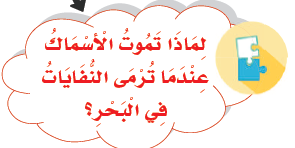 لِمَاذَا تَمُوتُ الْأَسْمَاكُ
عِنْدَمَا تُرْمَى النُّفَايَاتُ
فِي الْبَحْرِ؟